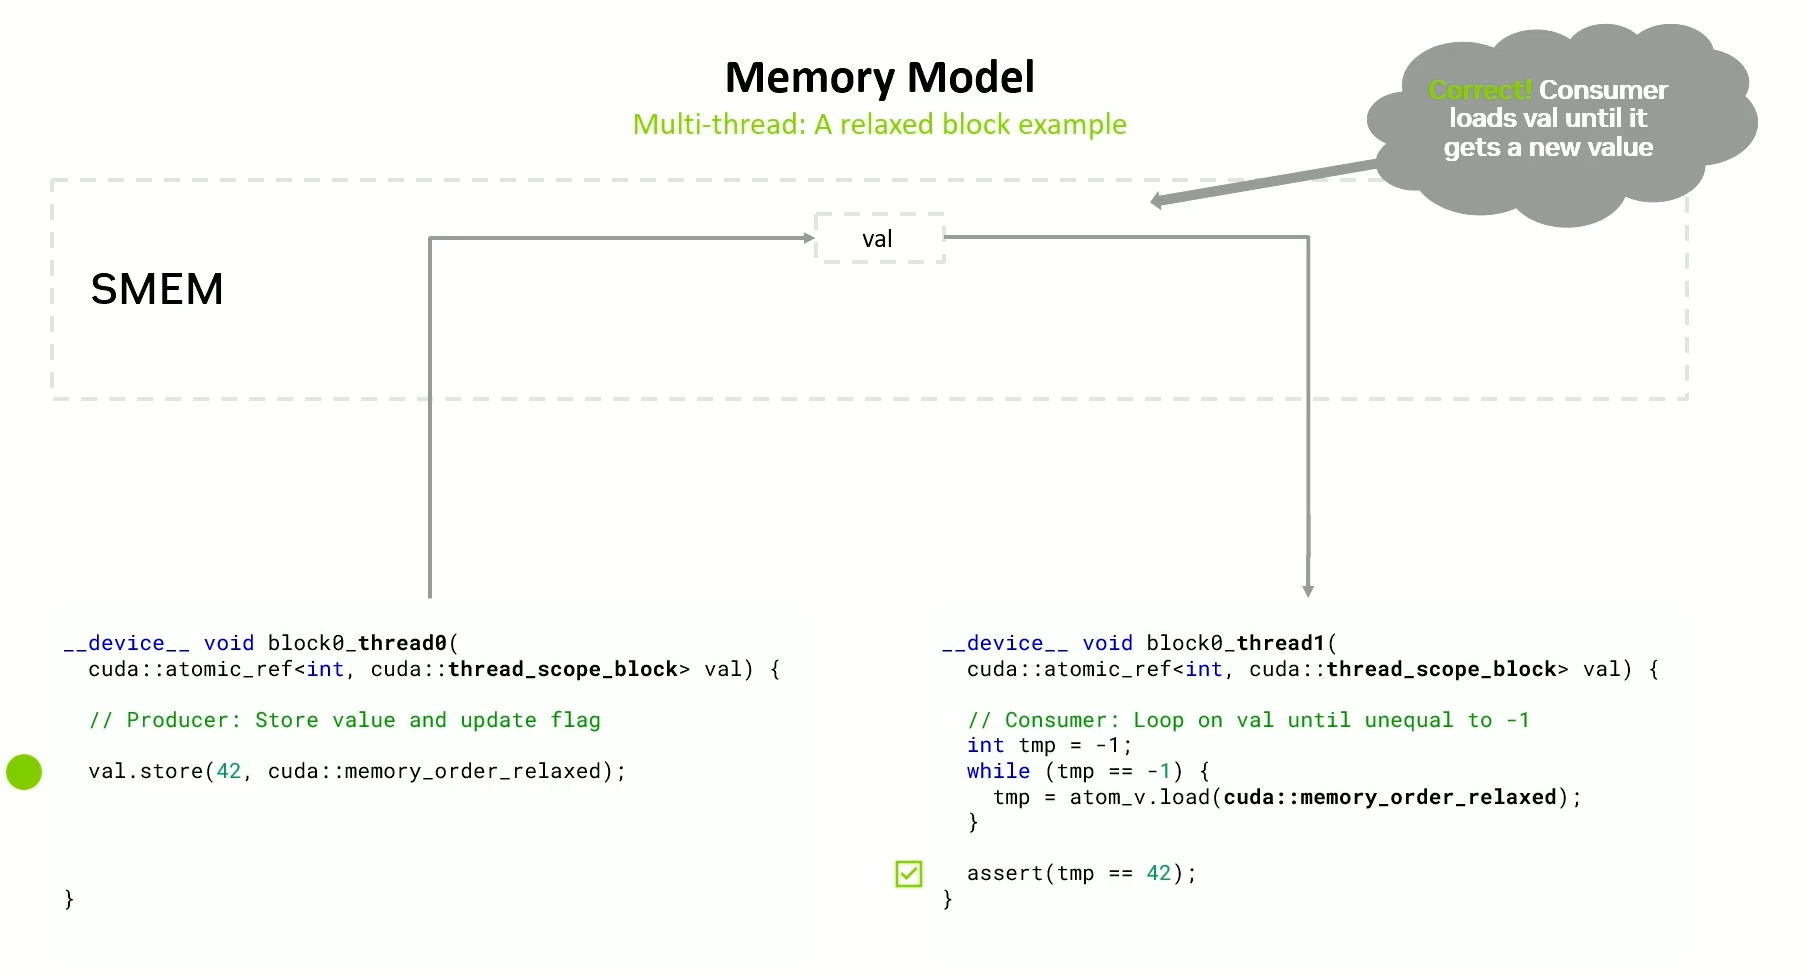 Memory Model
Multi-thread: A relaxed block example
Correct! Consumer
loads val until it
gets a new value
val
SMEM
__device__ void block0_thread0(
cuda::atomic_ref<int, cuda::thread_scope_block> val) {
// Producer: Store value and update flag
val.store(42, cuda::memory_order_relaxed);
}
__device__ void block0_thread1(
cuda::atomic_ref<int, cuda::thread_scope_block> val) {
// Consumer: Loop on val until unequal to -1
int tmp = -1;
while (tmp == -1) {
tmp = atom_v.load(cuda::memory_order_relaxed);
}
assert(tmp == 42);
}